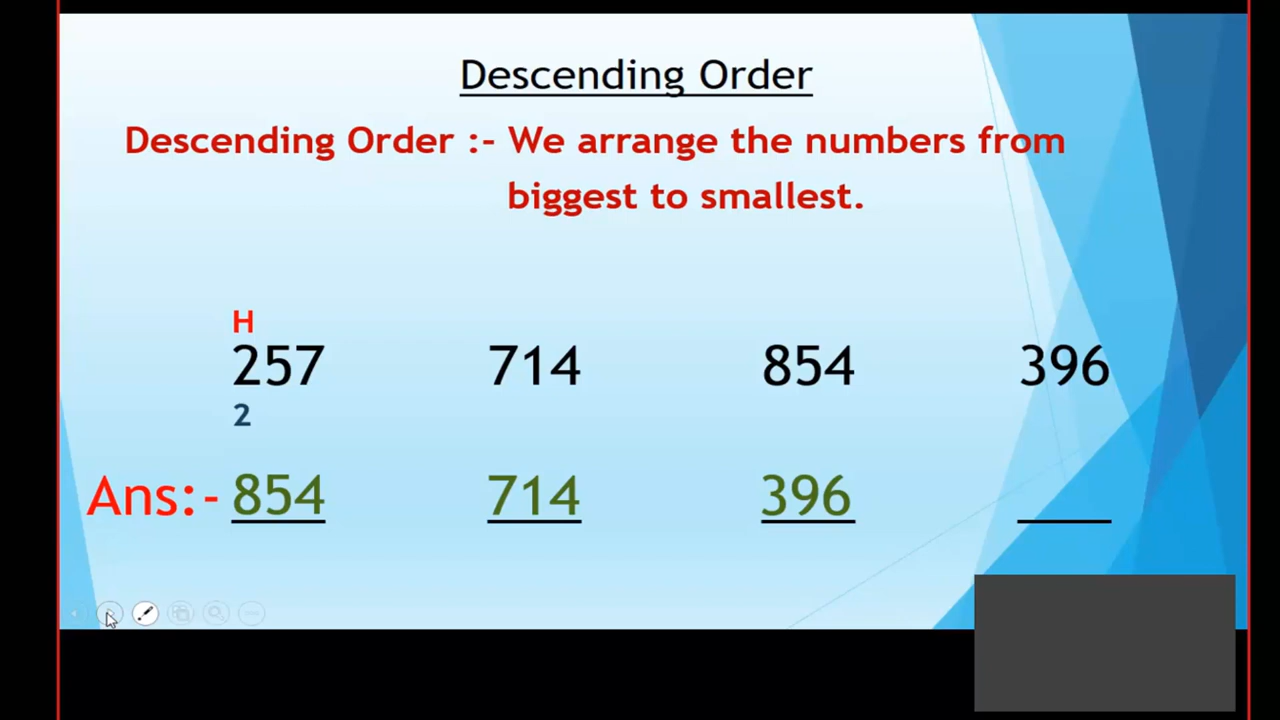 Descending Order
Descending Order :- We arrange the numbers from
biggest to smallest.
H
257 714 854 396
2
Ans:- 854 714 396 ____